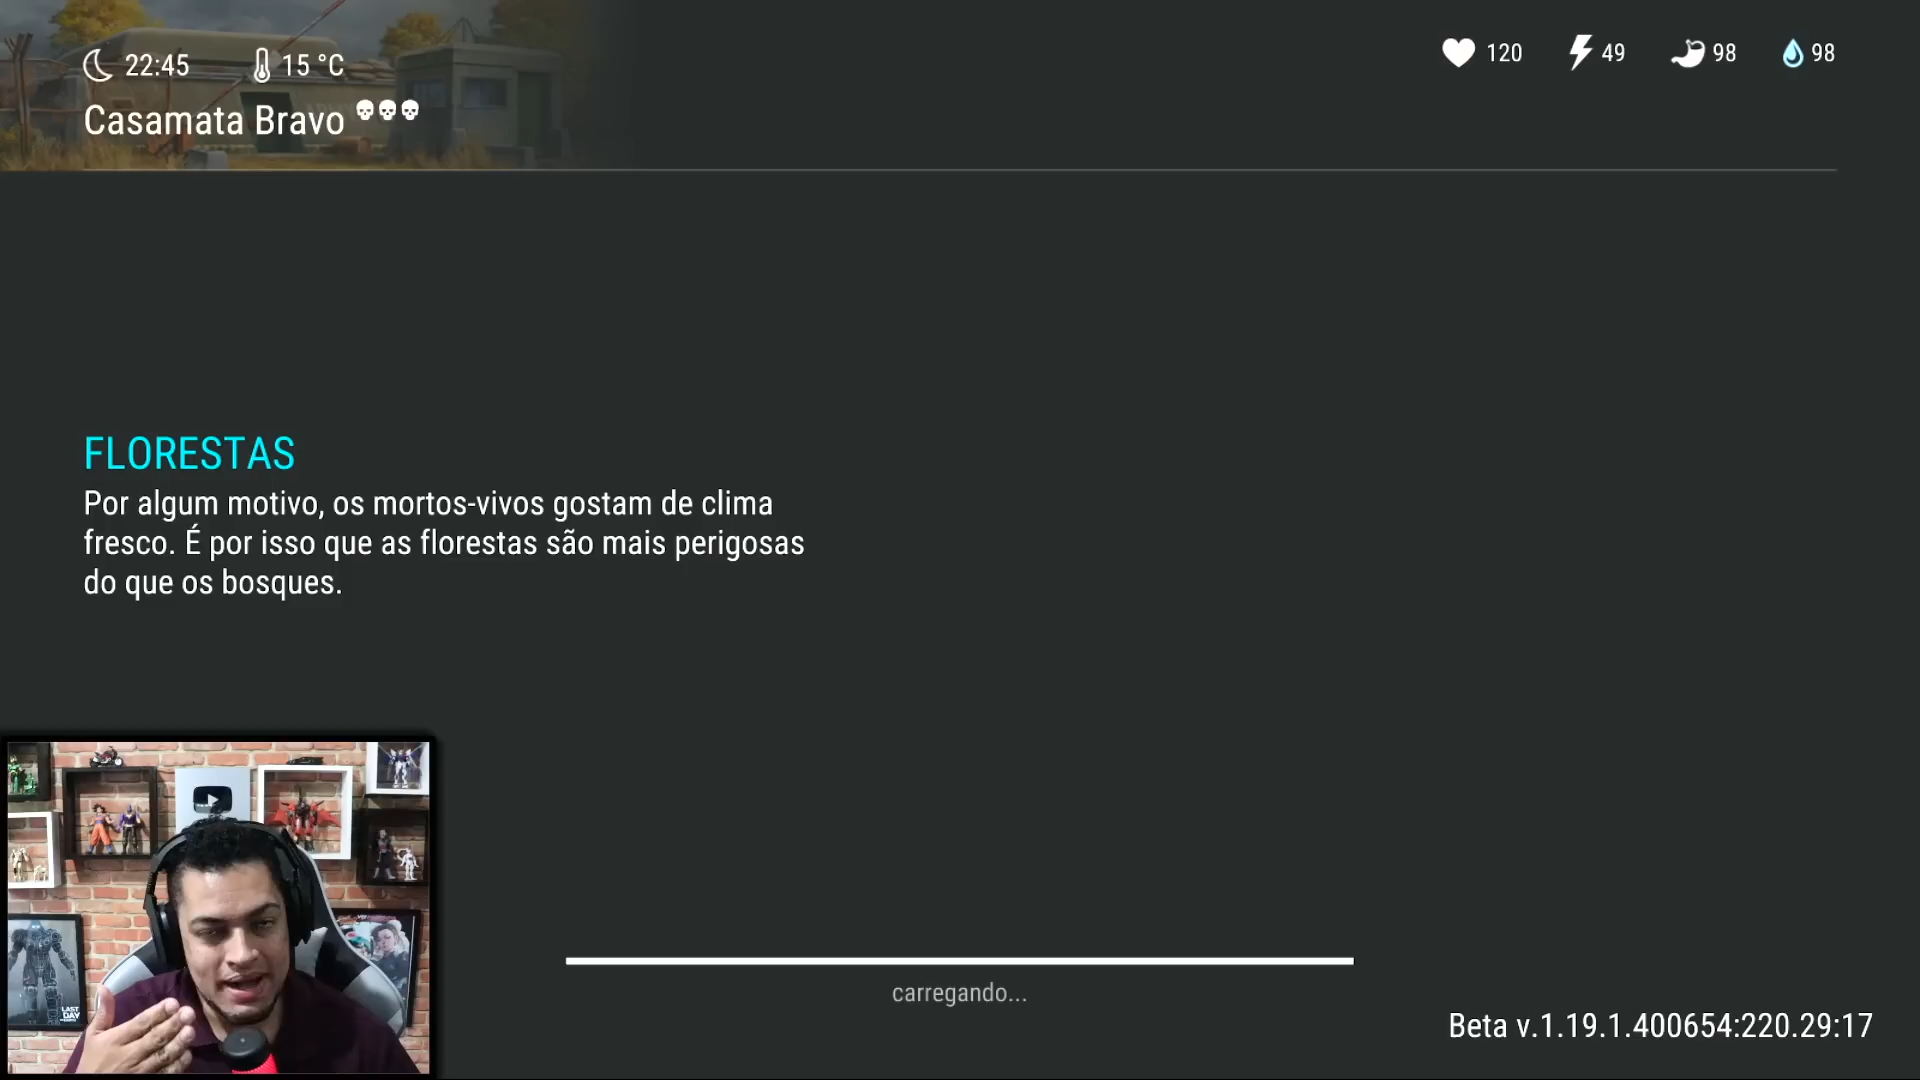 22:45
15 °C
120
49
98
98
Casamata Bravo
FLORESTAS
Por algum motivo, os mortos-vivos gostam de clima
fresco. É por isso que as florestas são mais perigosas
do que os bosques.
LAST
DAY
carregando...
Beta v.1.19.1.400654:220.29:17